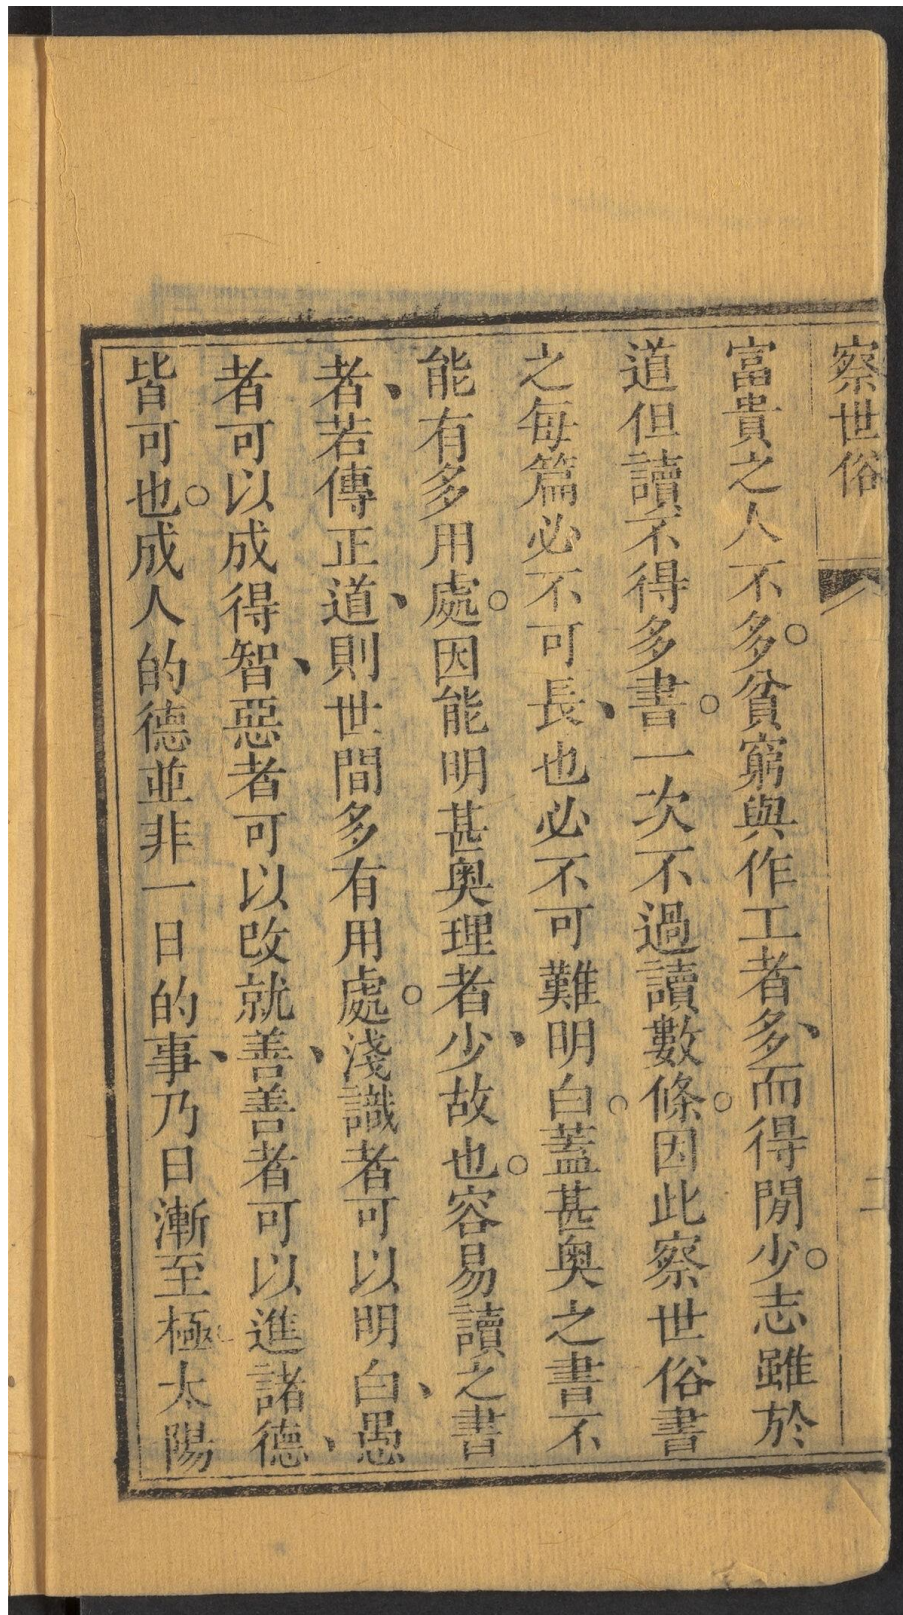 察世俗
二
富貴之人不多。貧窮與作工者多、而得閒少。志雖於
道但讀不得多書。一次不過讀數條。因此察世俗書
之每篇必不可長、也必不可難明白。蓋甚奥之書不
能有多用處。因能明甚奥理者少、故也。容易讀之書
者、若傳正道、則世間多有用處。淺識者可以明白、愚
者可以成得智、惡者可以改就善、善者可以進諸德、
皆可也。成人的德並非一日的事、乃日漸至極太陽